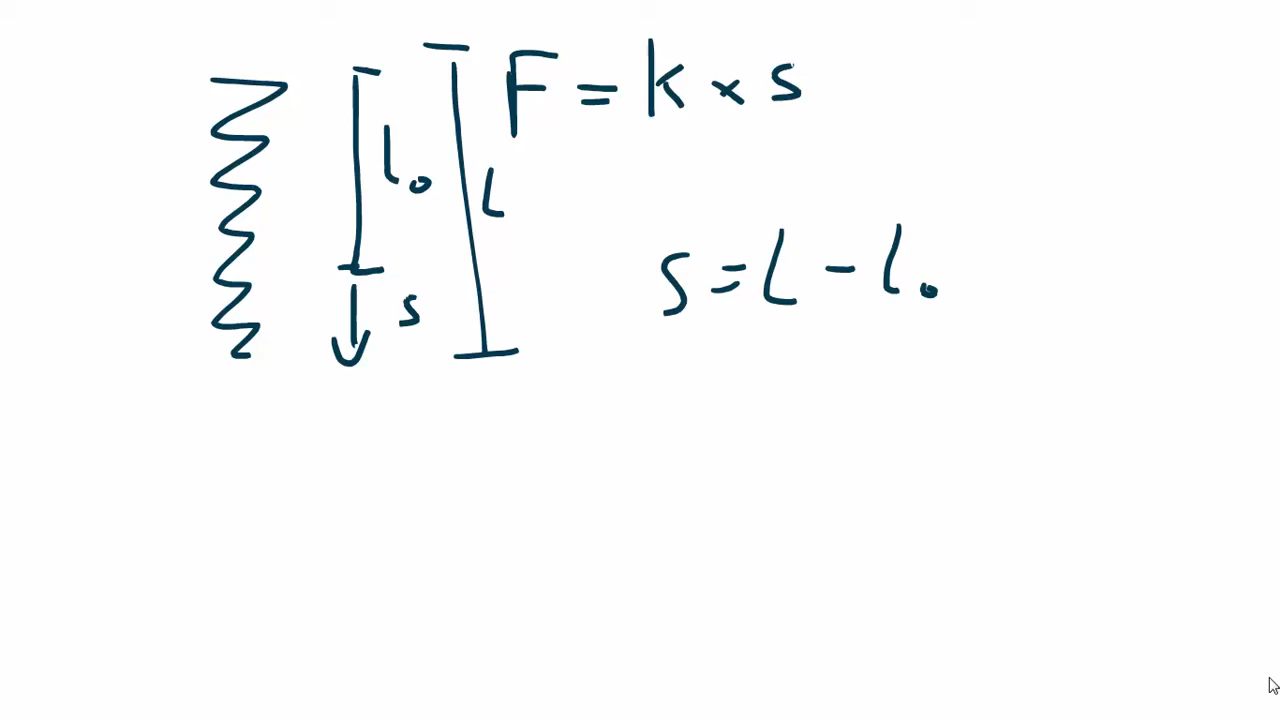 F = k × s
l₀
L
s
s = L - l₀